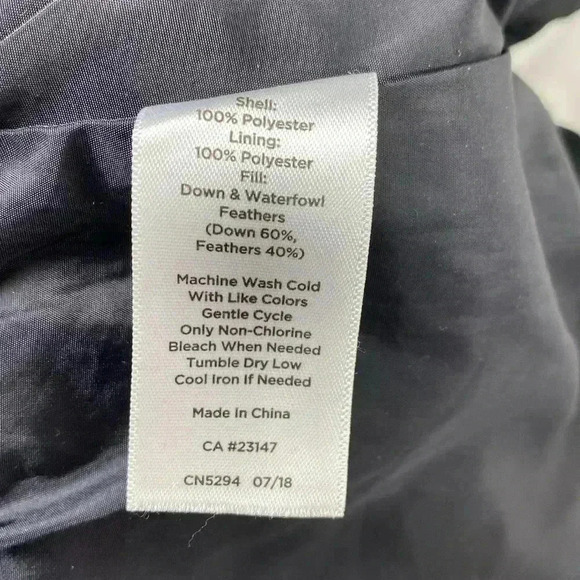 Shell:
100% Polyester
Lining:
100% Polyester
Fill:
Down & Waterfowl
Feathers
(Down 60%,
Feathers 40%)
Machine Wash Cold
With Like Colors
Gentle Cycle
Only Non-Chlorine
Bleach When Needed
Tumble Dry Low
Cool Iron If Needed
Made In China
CA #23147
CN5294 07/18